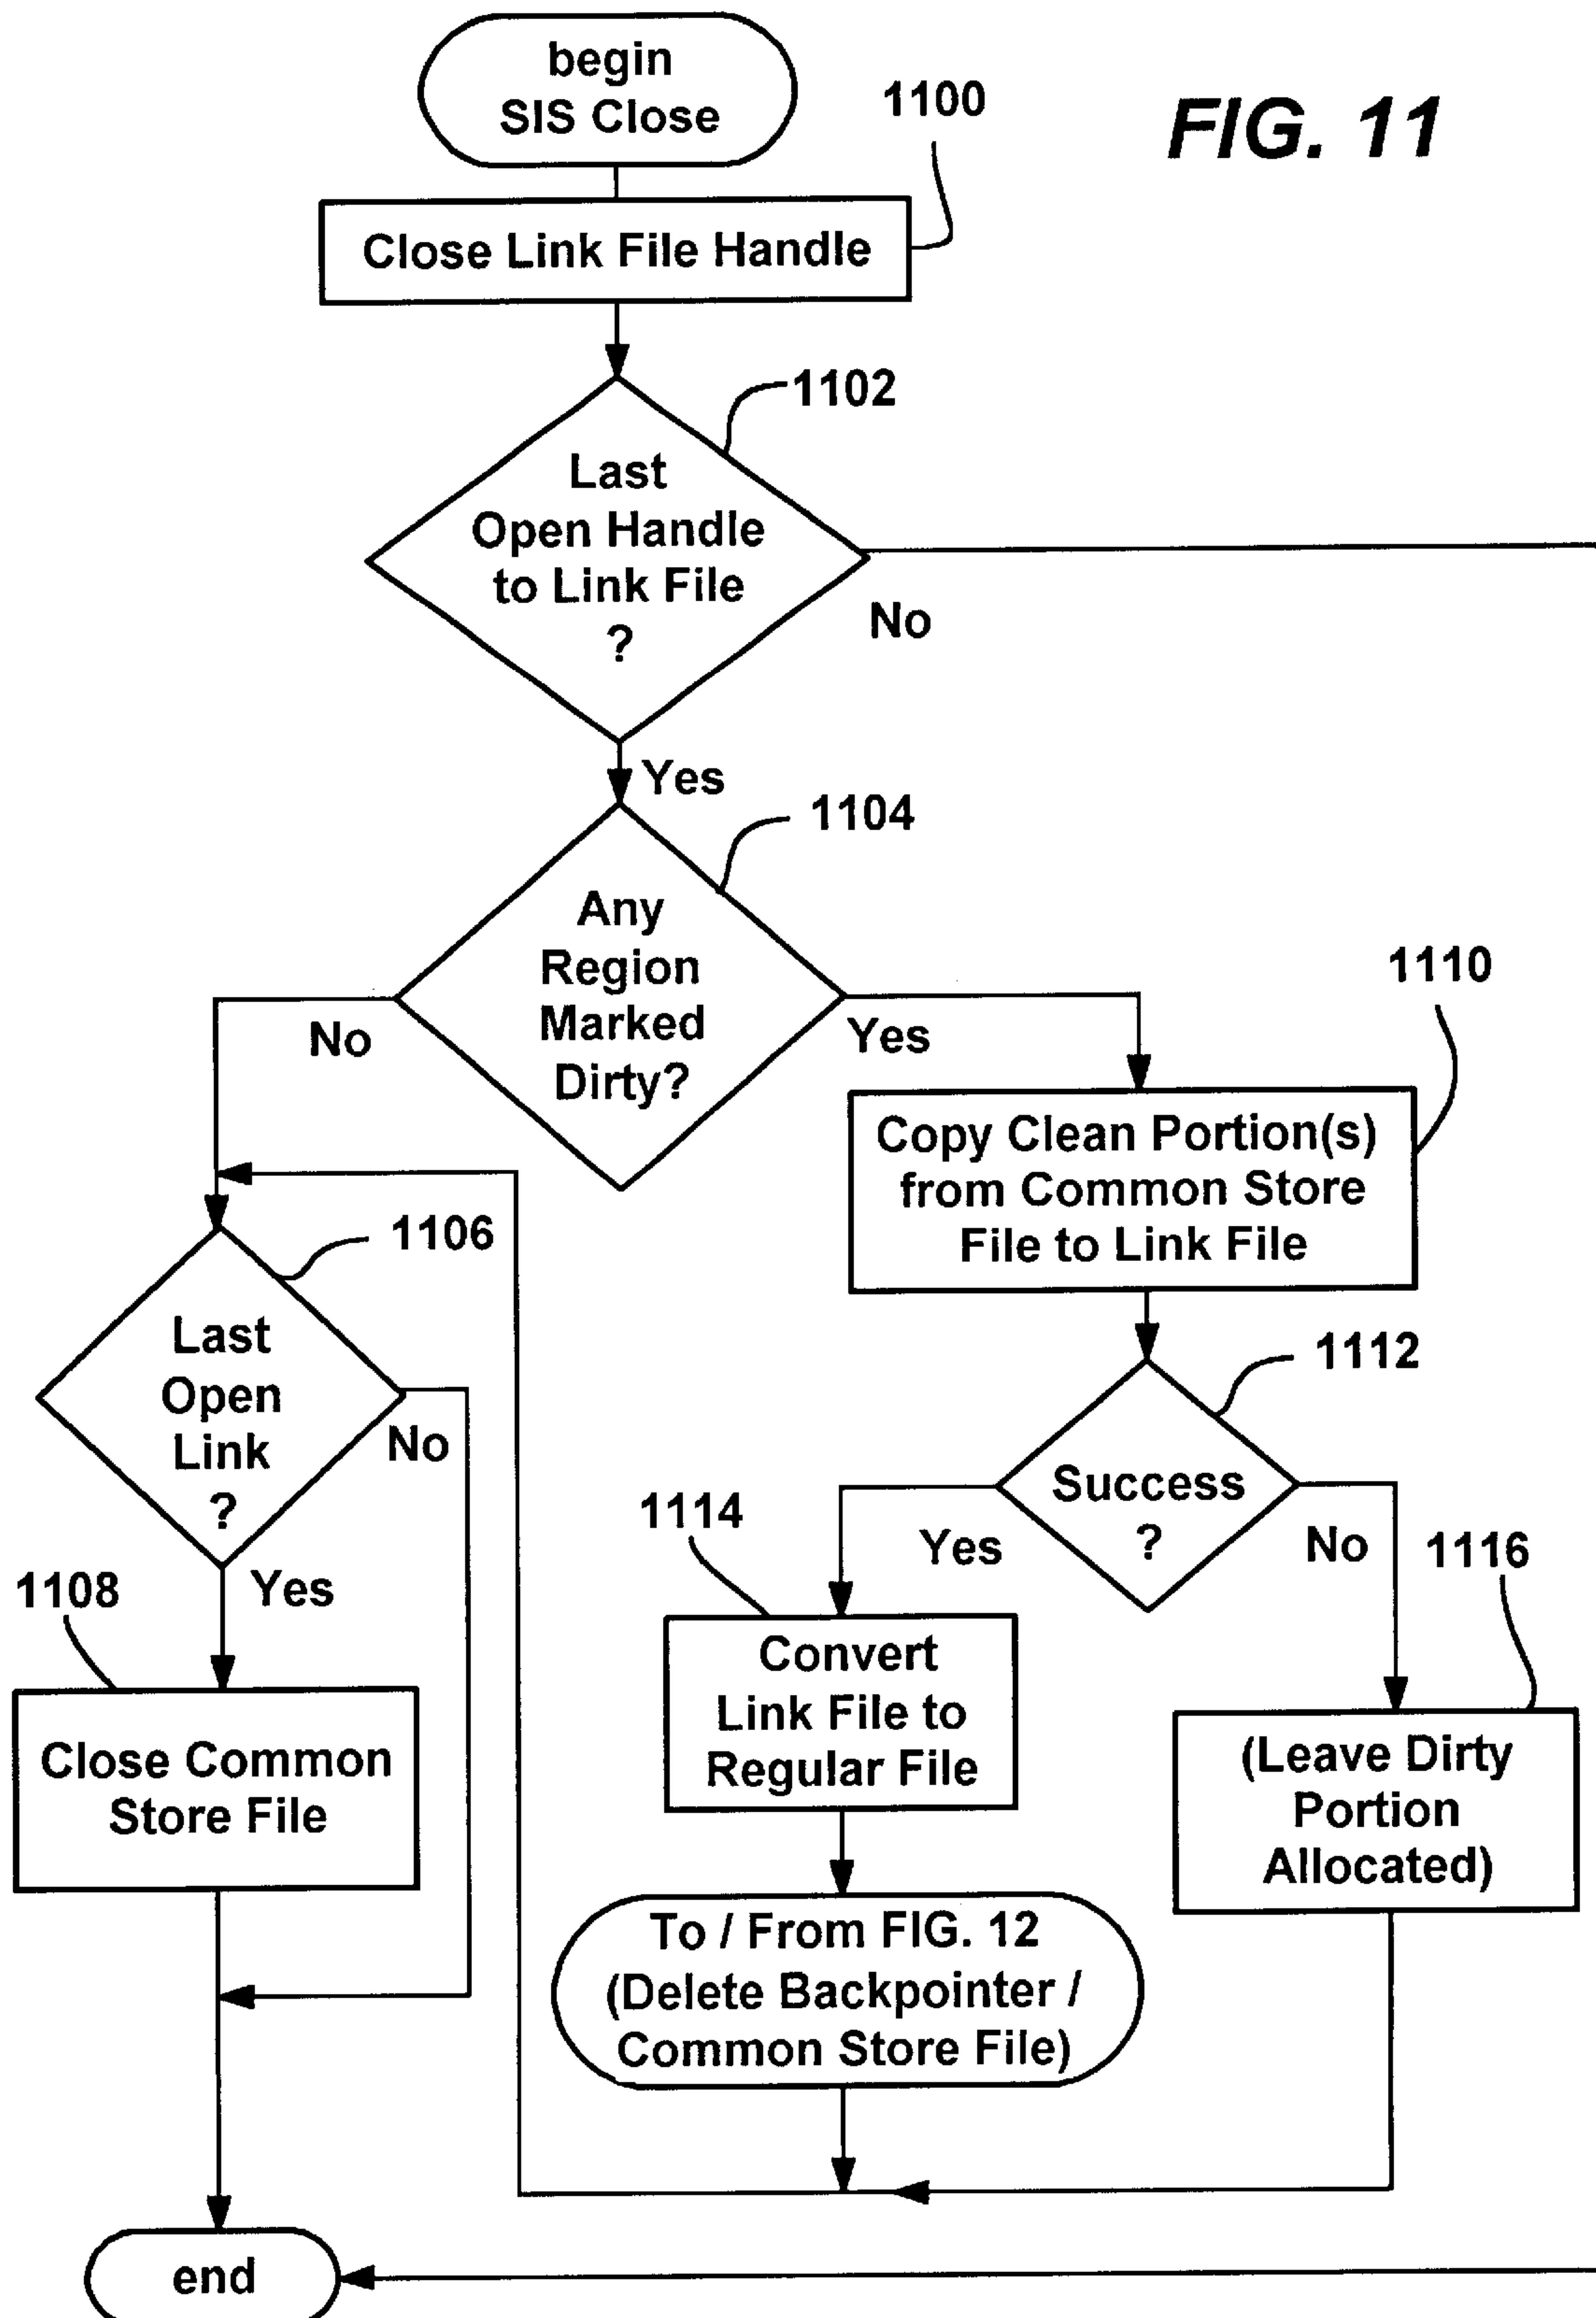 begin
SIS Close
1100
FIG. 11
Close Link File Handle
1102
Last
Open Handle
to Link File
?
No
Yes
1104
Any
Region
Marked
Dirty?
No
Yes
1110
Copy Clean Portion(s)
from Common Store
File to Link File
1106
Last
Open
Link
?
No
Yes
1112
Success
?
Yes
No
1108
Close Common
Store File
1114
Convert
Link File to
Regular File
1116
(Leave Dirty
Portion
Allocated)
To / From FIG. 12
(Delete Backpointer /
Common Store File)
end